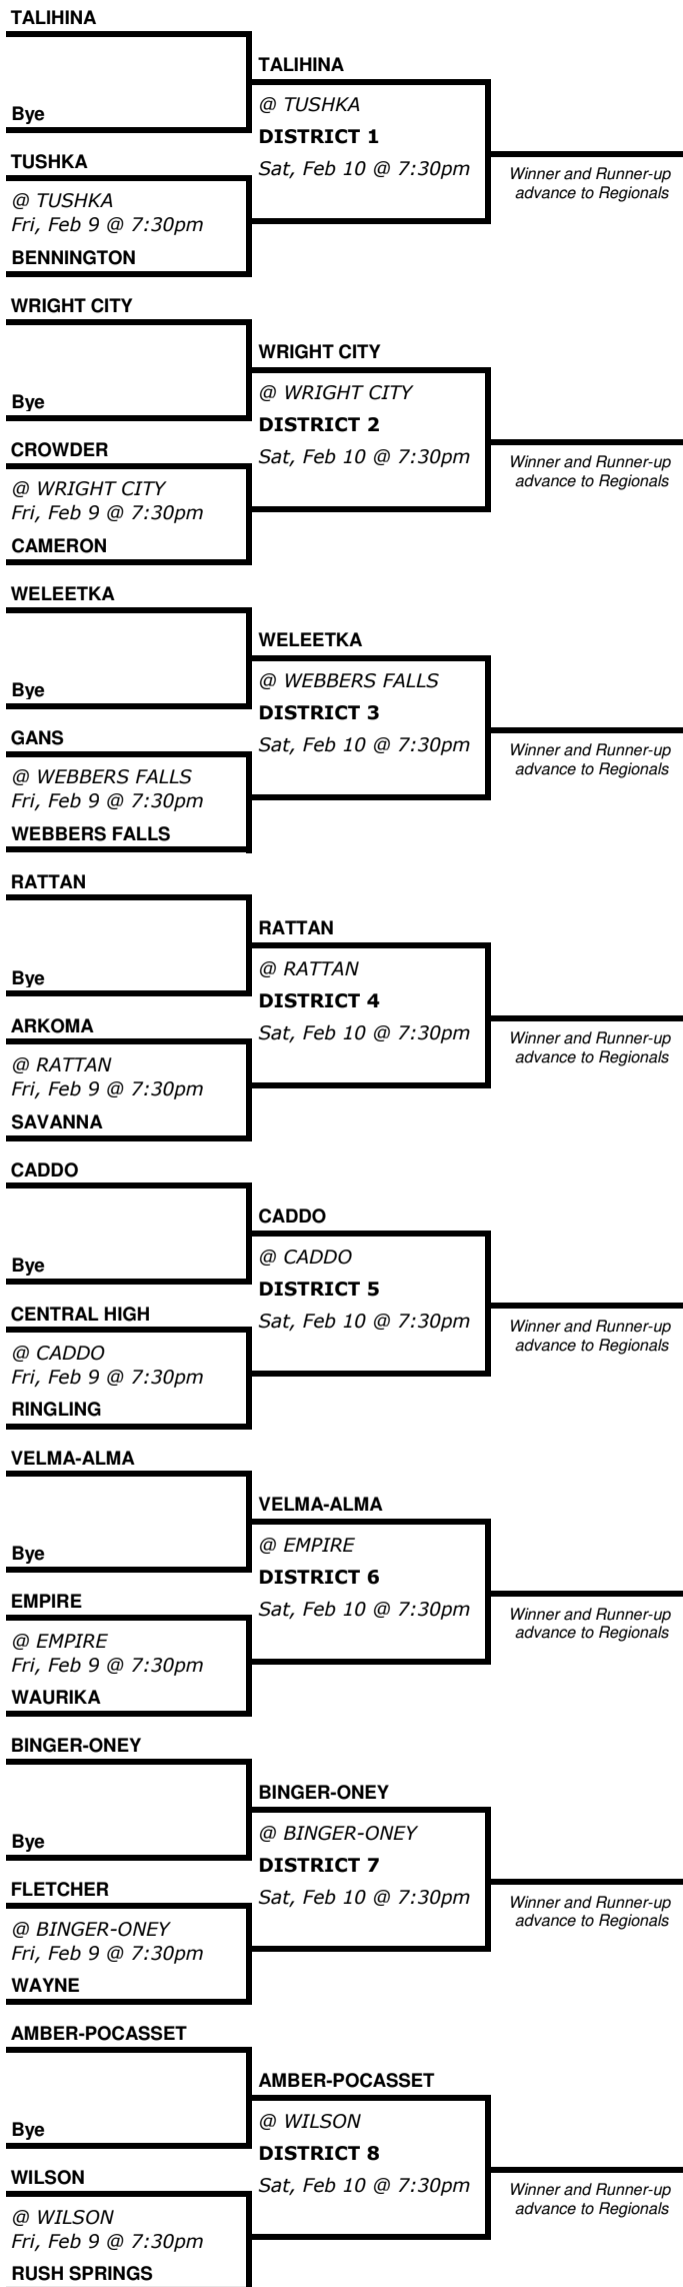 TALIHINA
TALIHINA
Bye
@ TUSHKA
DISTRICT 1
TUSHKA
Sat, Feb 10 @ 7:30pm
Winner and Runner-up
advance to Regionals
@ TUSHKA
Fri, Feb 9 @ 7:30pm
BENNINGTON
WRIGHT CITY
WRIGHT CITY
Bye
@ WRIGHT CITY
DISTRICT 2
CROWDER
Sat, Feb 10 @ 7:30pm
Winner and Runner-up
advance to Regionals
@ WRIGHT CITY
Fri, Feb 9 @ 7:30pm
CAMERON
WELEETKA
WELEETKA
Bye
@ WEBBERS FALLS
DISTRICT 3
GANS
Sat, Feb 10 @ 7:30pm
Winner and Runner-up
advance to Regionals
@ WEBBERS FALLS
Fri, Feb 9 @ 7:30pm
WEBBERS FALLS
RATTAN
RATTAN
Bye
@ RATTAN
DISTRICT 4
ARKOMA
Sat, Feb 10 @ 7:30pm
Winner and Runner-up
advance to Regionals
@ RATTAN
Fri, Feb 9 @ 7:30pm
SAVANNA
CADDO
CADDO
Bye
@ CADDO
DISTRICT 5
CENTRAL HIGH
Sat, Feb 10 @ 7:30pm
Winner and Runner-up
advance to Regionals
@ CADDO
Fri, Feb 9 @ 7:30pm
RINGLING
VELMA-ALMA
VELMA-ALMA
Bye
@ EMPIRE
DISTRICT 6
EMPIRE
Sat, Feb 10 @ 7:30pm
Winner and Runner-up
advance to Regionals
@ EMPIRE
Fri, Feb 9 @ 7:30pm
WAURIKA
BINGER-ONEY
BINGER-ONEY
Bye
@ BINGER-ONEY
DISTRICT 7
FLETCHER
Sat, Feb 10 @ 7:30pm
Winner and Runner-up
advance to Regionals
@ BINGER-ONEY
Fri, Feb 9 @ 7:30pm
WAYNE
AMBER-POCASSET
AMBER-POCASSET
Bye
@ WILSON
DISTRICT 8
WILSON
Sat, Feb 10 @ 7:30pm
Winner and Runner-up
advance to Regionals
@ WILSON
Fri, Feb 9 @ 7:30pm
RUSH SPRINGS